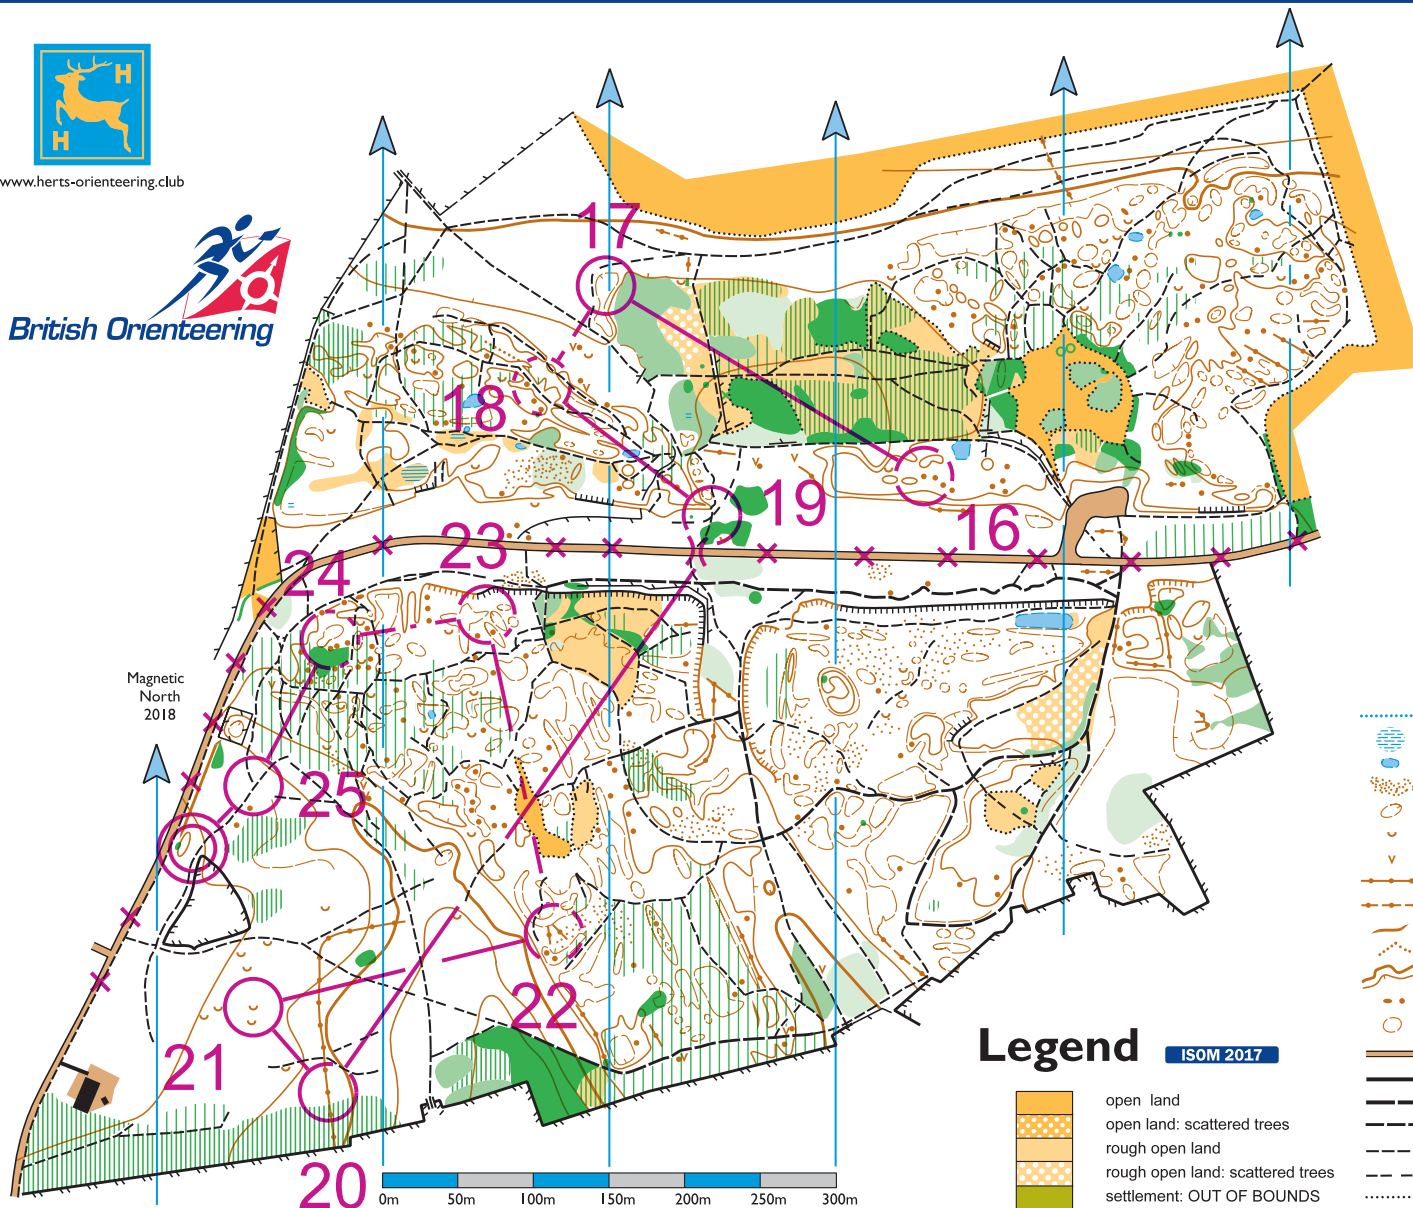 H
H
www.herts-orienteering.club
British Orienteering
17
18
19
16
23
24
Magnetic
North
2018
25
22
21
20
0m 50m 100m 150m 200m 250m 300m
Legend ISOM 2017
open land
open land: scattered trees
rough open land
rough open land: scattered trees
settlement: OUT OF BOUNDS